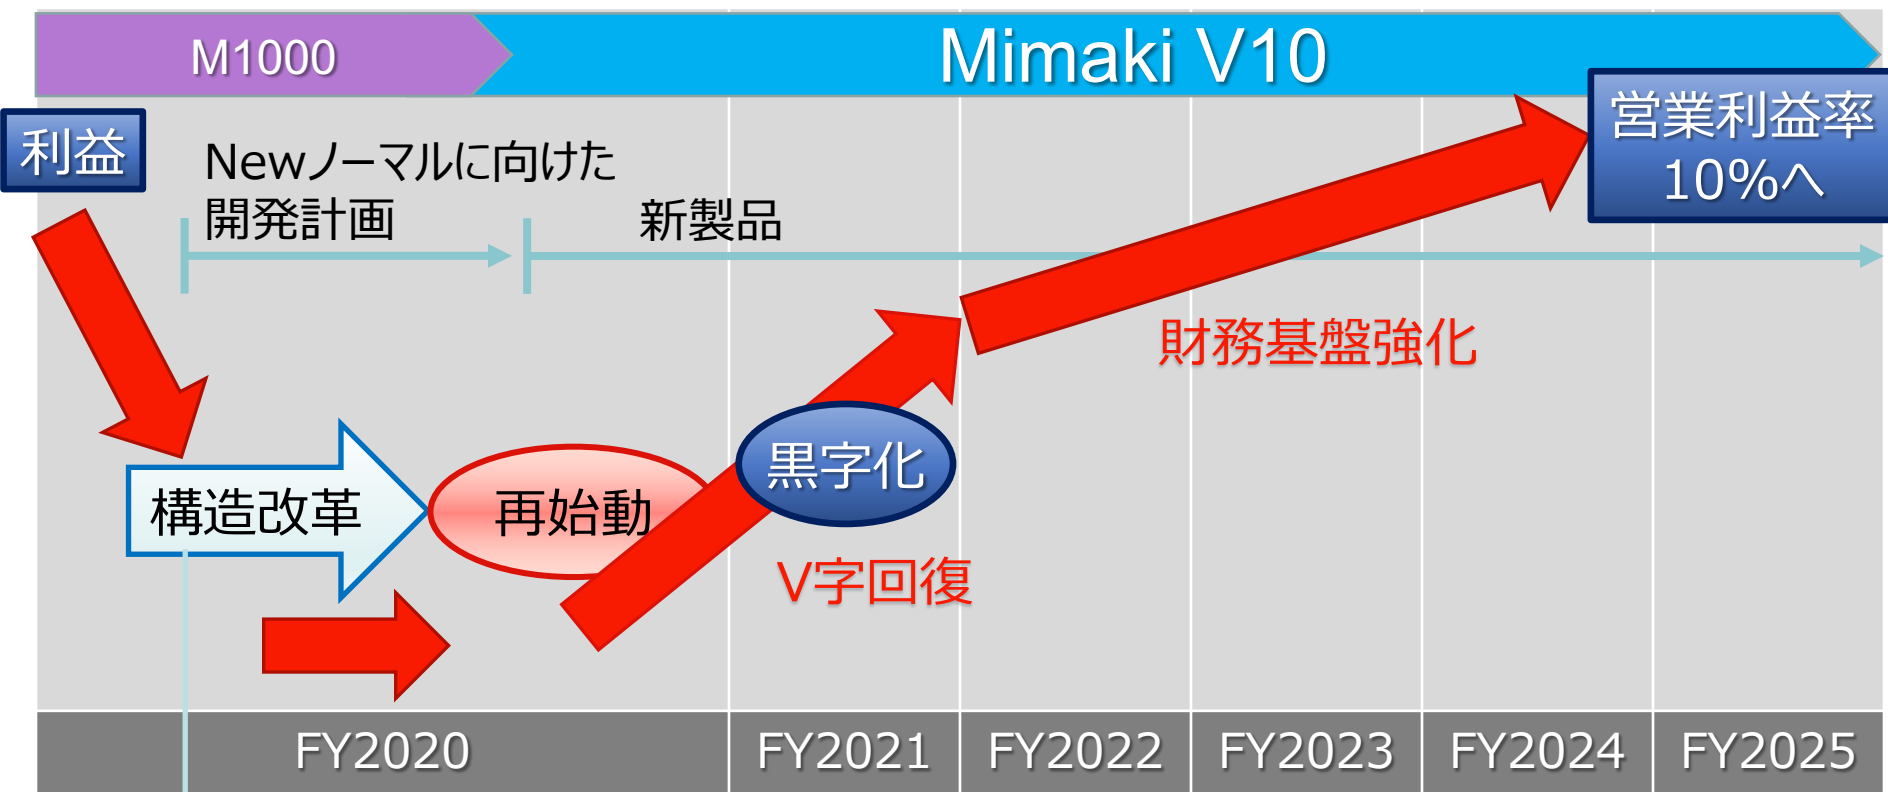 M1000
Mimaki V10
利益
営業利益率
10%へ
Newノーマルに向けた
開発計画
新製品
財務基盤強化
黒字化
構造改革
再始動
V字回復
FY2020
FY2021
FY2022
FY2023
FY2024
FY2025